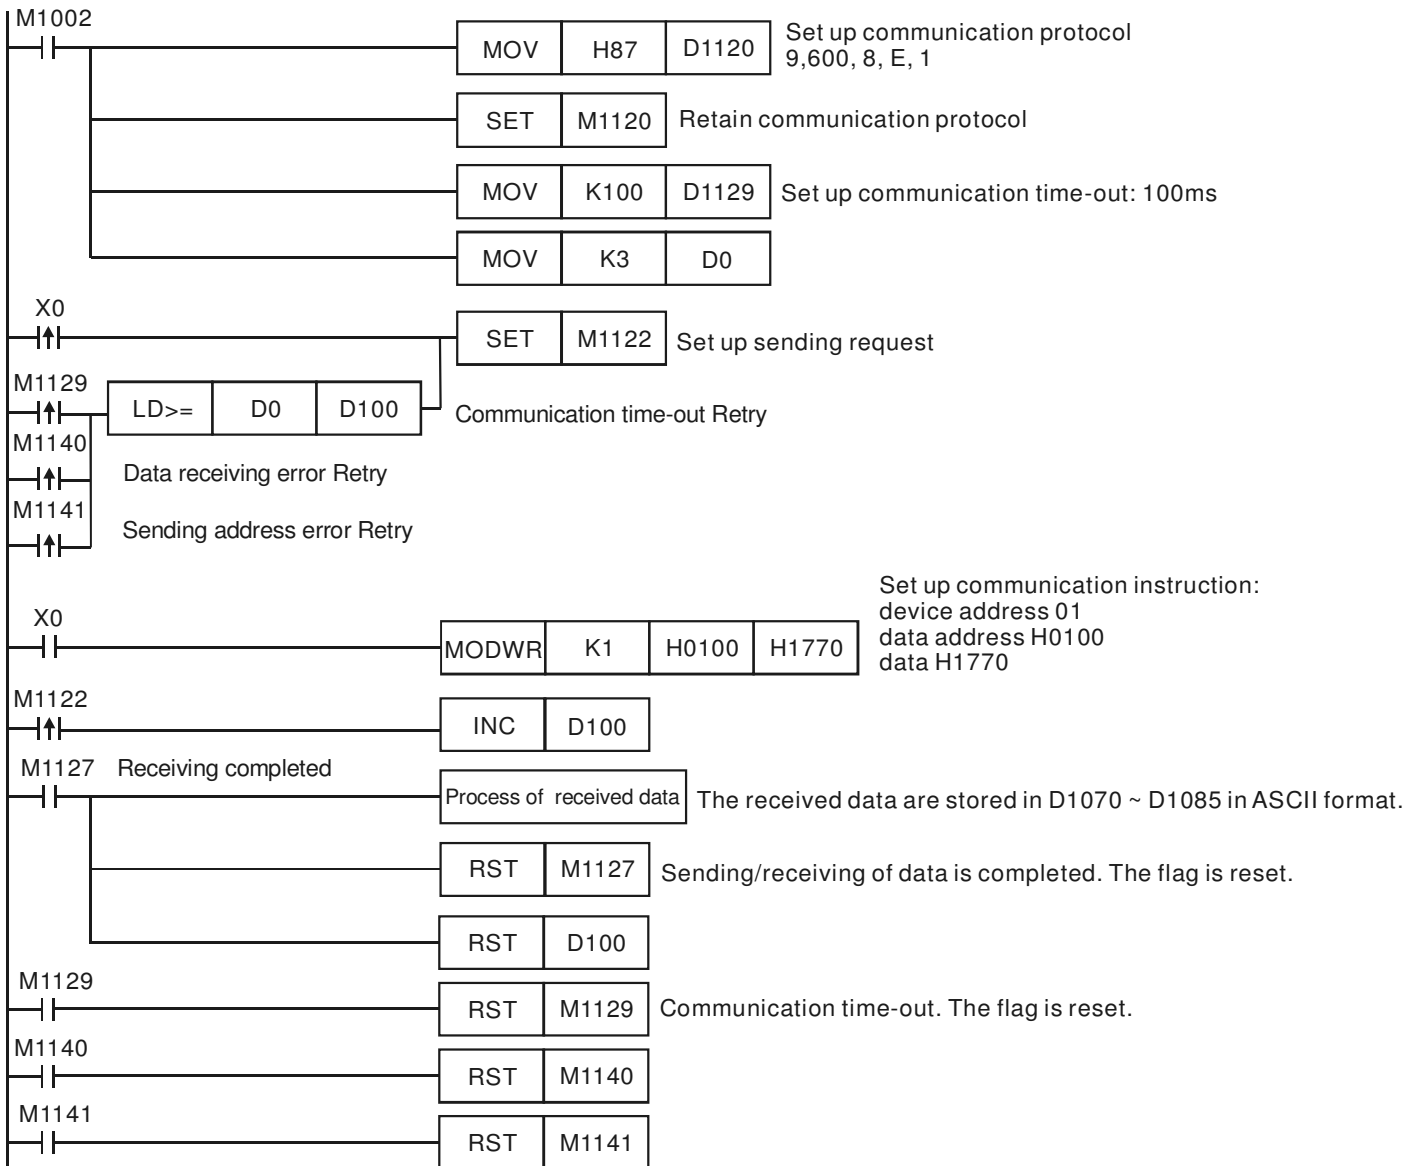 M1002
MOV H87 D1120 Set up communication protocol
9,600, 8, E, 1
SET M1120 Retain communication protocol
MOV K100 D1129 Set up communication time-out: 100ms
MOV K3 D0
X0
SET M1122 Set up sending request
M1129
LD>= D0 D100 Communication time-out Retry
M1140
Data receiving error Retry
M1141
Sending address error Retry
X0
MODWR K1 H0100 H1770
Set up communication instruction:
device address 01
data address H0100
data H1770
M1122
INC D100
M1127 Receiving completed
Process of received data The received data are stored in D1070 ~ D1085 in ASCII format.
RST M1127 Sending/receiving of data is completed. The flag is reset.
RST D100
M1129
RST M1129 Communication time-out. The flag is reset.
M1140
RST M1140
M1141
RST M1141